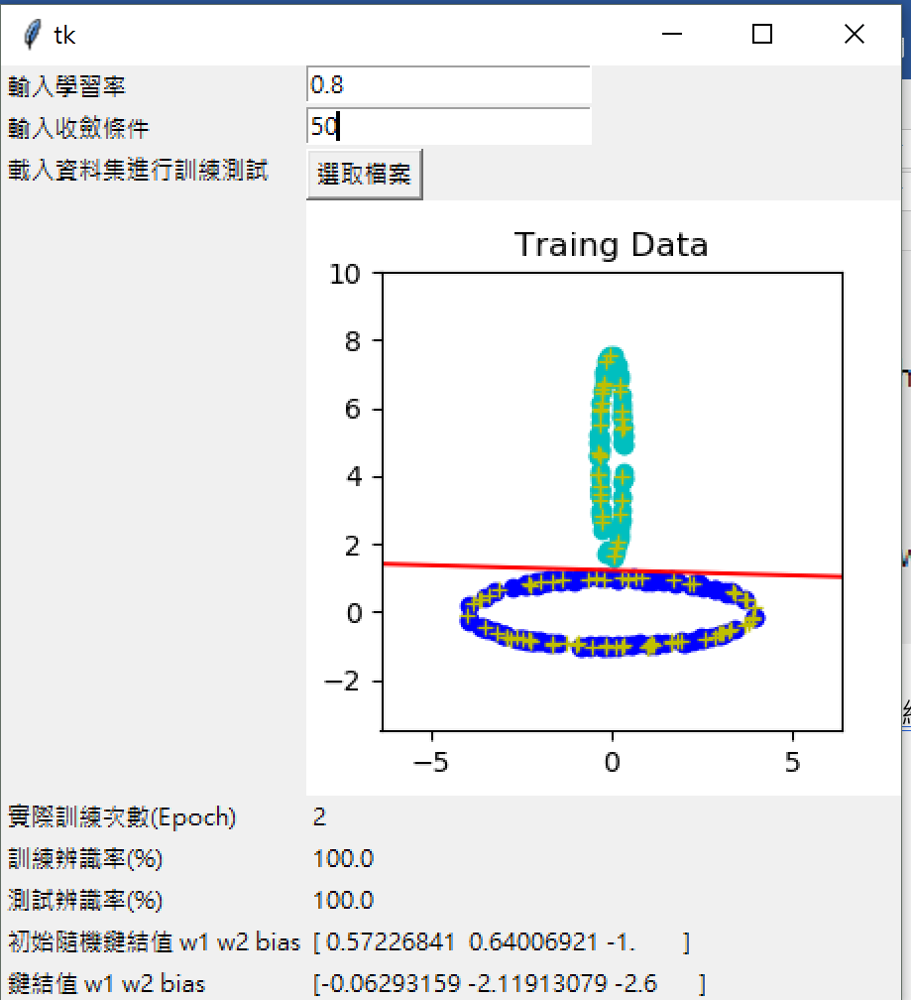 tk
輸入學習率 0.8
輸入收斂條件 50
載入資料集進行訓練測試 選取檔案
Traing Data
10
8
6
4
2
0
−2
−5 0 5
實際訓練次數(Epoch) 2
訓練辨識率(%) 100.0
測試辨識率(%) 100.0
初始隨機鍵結值 w1 w2 bias [ 0.57226841 0.64006921 -1. ]
鍵結值 w1 w2 bias [-0.06293159 -2.11913079 -2.6 ]